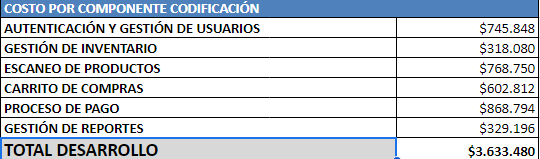 COSTO POR COMPONENTE CODIFICACIÓN
AUTENTICACIÓN Y GESTIÓN DE USUARIOS $745.848
GESTIÓN DE INVENTARIO $318.080
ESCANEO DE PRODUCTOS $768.750
CARRITO DE COMPRAS $602.812
PROCESO DE PAGO $868.794
GESTIÓN DE REPORTES $329.196
TOTAL DESARROLLO $3.633.480